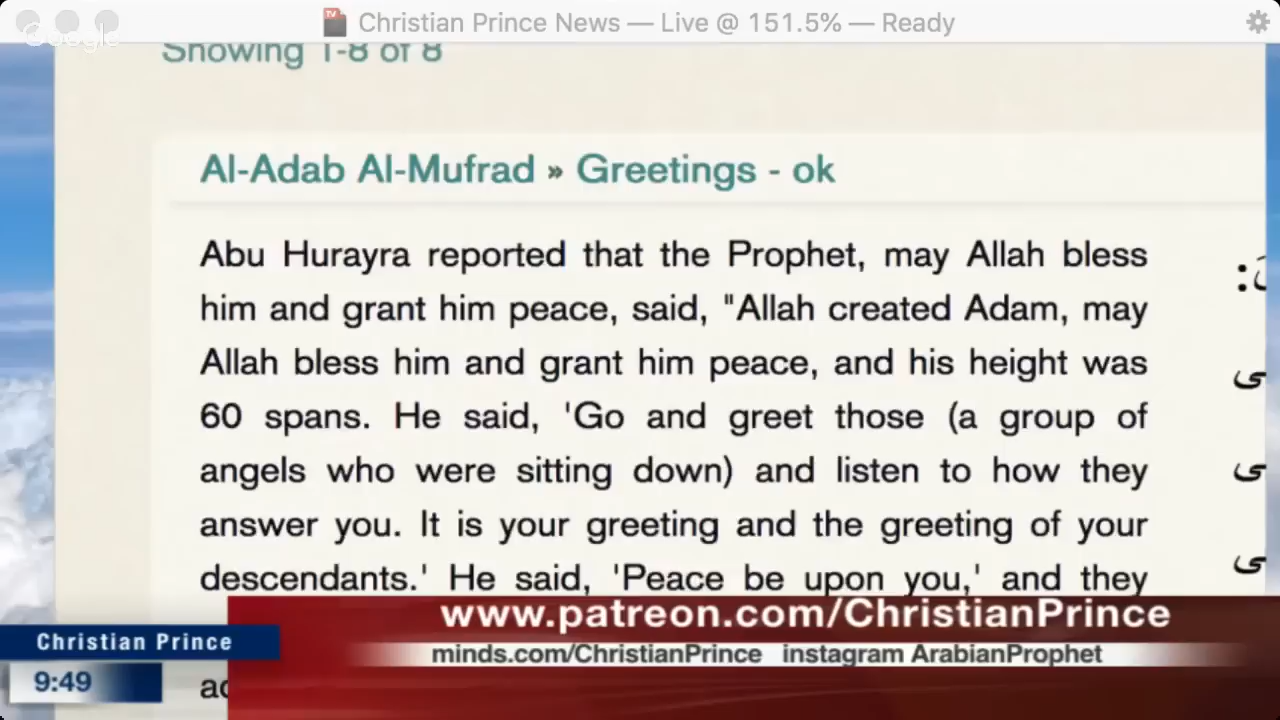 Christian Prince News — Live @ 151.5% — Ready
Google
Showing 1-8 of 8
Al-Adab Al-Mufrad » Greetings - ok
Abu Hurayra reported that the Prophet, may Allah bless
him and grant him peace, said, "Allah created Adam, may
Allah bless him and grant him peace, and his height was
60 spans. He said, 'Go and greet those (a group of
angels who were sitting down) and listen to how they
answer you. It is your greeting and the greeting of your
descendants.' He said, 'Peace be upon you,' and they
www.patreon.com/ChristianPrince
Christian Prince
minds.com/ChristianPrince instagram ArabianProphet
9:49